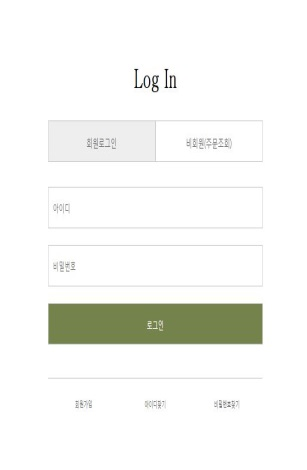 Log In
회원로그인 비회원(주문조회)
아이디
비밀번호
로그인
회원가입 아이디찾기 비밀번호찾기